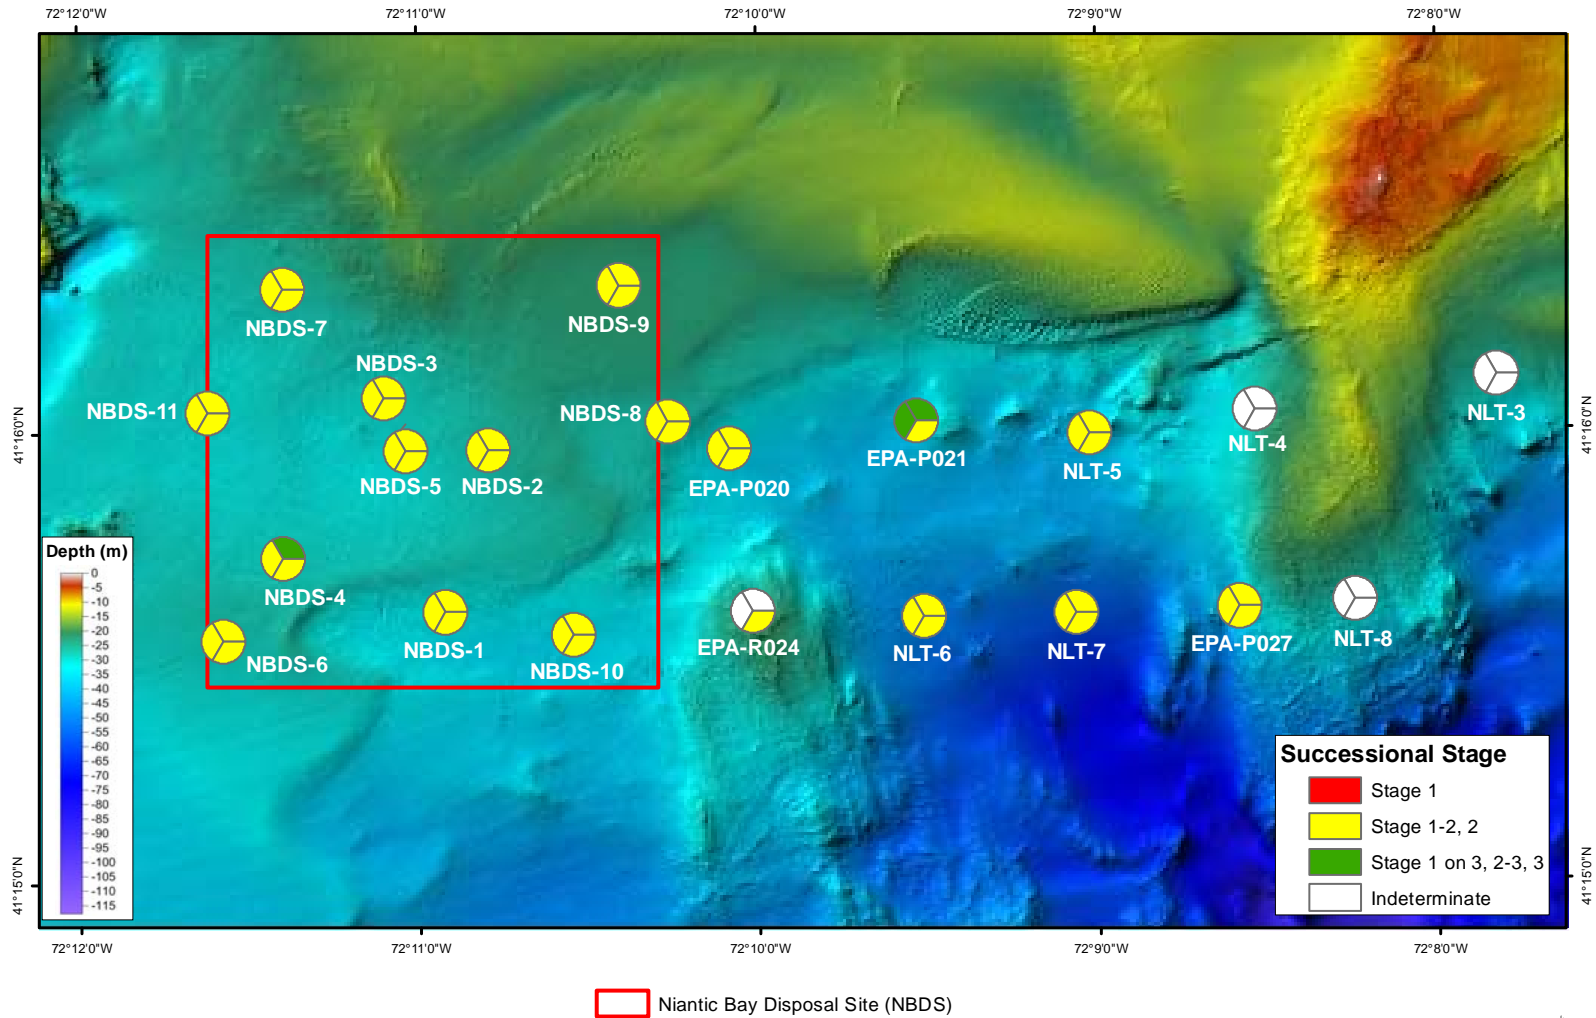 72°12'0"W
72°11'0"W
72°10'0"W
72°9'0"W
72°8'0"W
NBDS-7
NBDS-9
NBDS-3
NBDS-11
NBDS-8
NLT-3
NLT-4
41°16'0"N
41°16'0"N
EPA-P021
NLT-5
NBDS-5
NBDS-2
EPA-P020
Depth (m)
0
-5
-10
-15
-20
-25
-30
-35
-40
-45
-50
-55
-60
-65
-70
-75
-80
-85
-90
-95
-100
-105
-110
-115
NBDS-4
NBDS-6
NBDS-1
NBDS-10
EPA-R024
NLT-6
NLT-7
EPA-P027
NLT-8
Successional Stage
Stage 1
Stage 1-2, 2
Stage 1 on 3, 2-3, 3
Indeterminate
41°15'0"N
41°15'0"N
72°12'0"W
72°11'0"W
72°10'0"W
72°9'0"W
72°8'0"W
Niantic Bay Disposal Site (NBDS)